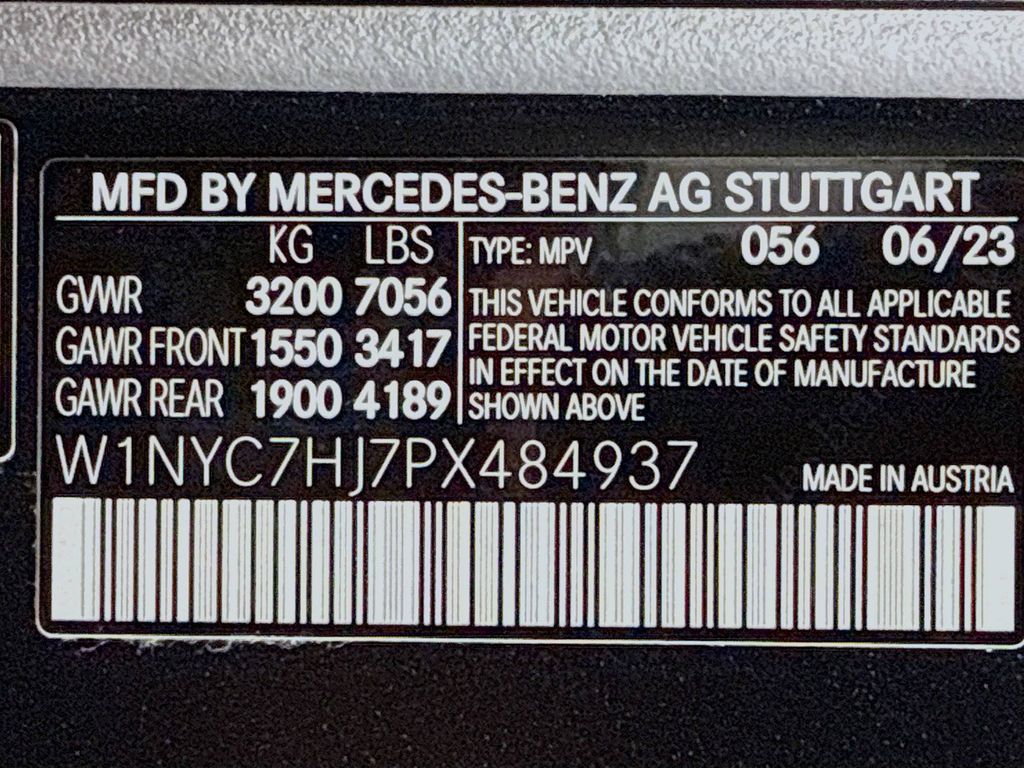 MFD BY MERCEDES-BENZ AG STUTTGART
KG LBS
GVWR 3200 7056
GAWR FRONT 1550 3417
GAWR REAR 1900 4189
TYPE: MPV 056 06/23
THIS VEHICLE CONFORMS TO ALL APPLICABLE
FEDERAL MOTOR VEHICLE SAFETY STANDARDS
IN EFFECT ON THE DATE OF MANUFACTURE
SHOWN ABOVE
W1NYC7HJ7PX484937
MADE IN AUSTRIA